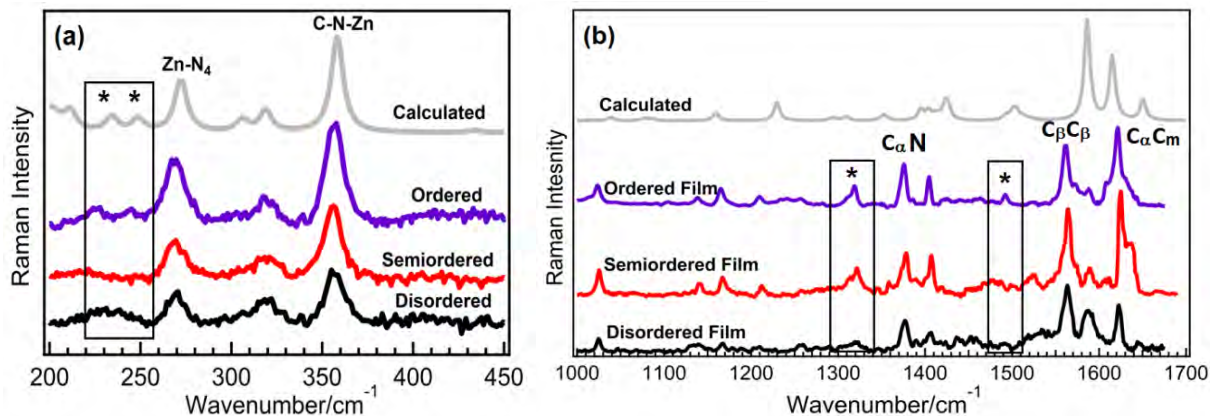 (a)
C-N-Zn
Zn-N4
* *
Calculated
Ordered
Semiordered
Disordered
Raman Intensity
200 250 300 350 400 450
Wavenumber/cm-1
(b)
Calculated
CαN
CβCβ
CαCm
* *
Ordered Film
Semiordered Film
Disordered Film
Raman Intesnity
1000 1100 1200 1300 1400 1500 1600 1700
Wavenumber/cm-1